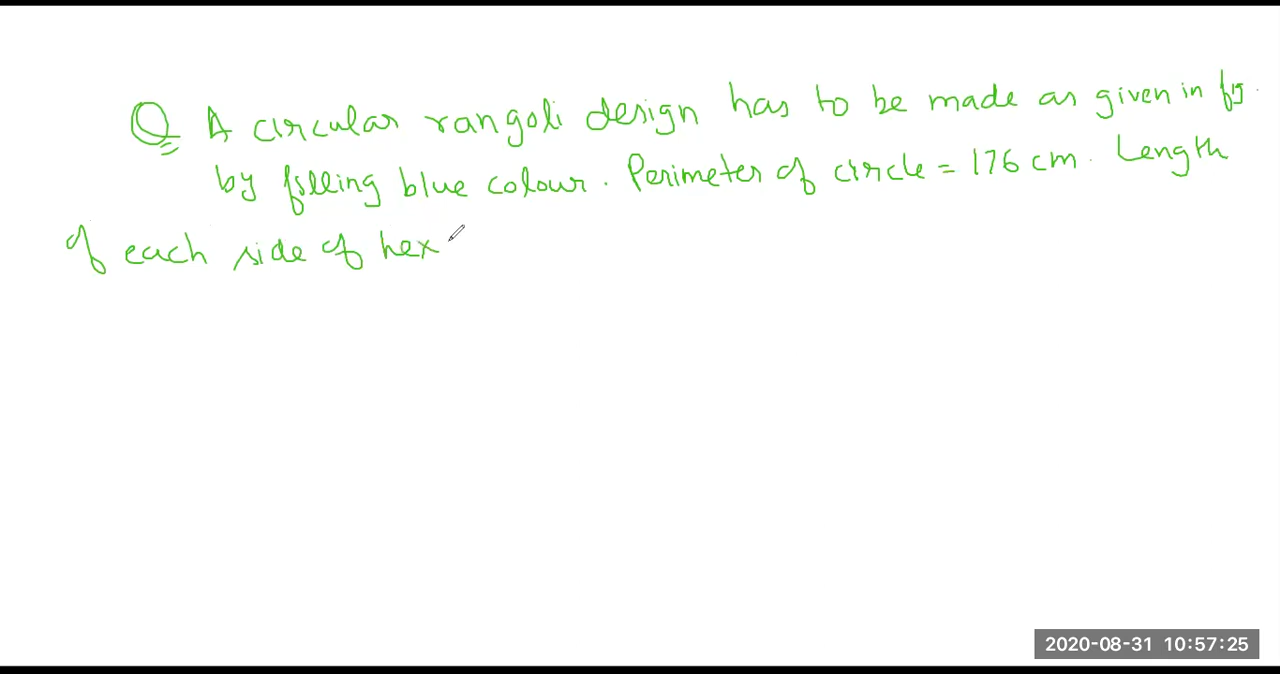 Q A circular rangoli design has to be made as given in fig.
by filling blue colour. Perimeter of circle = 176 cm. Length
of each side of hex
2020-08-31 10:57:25